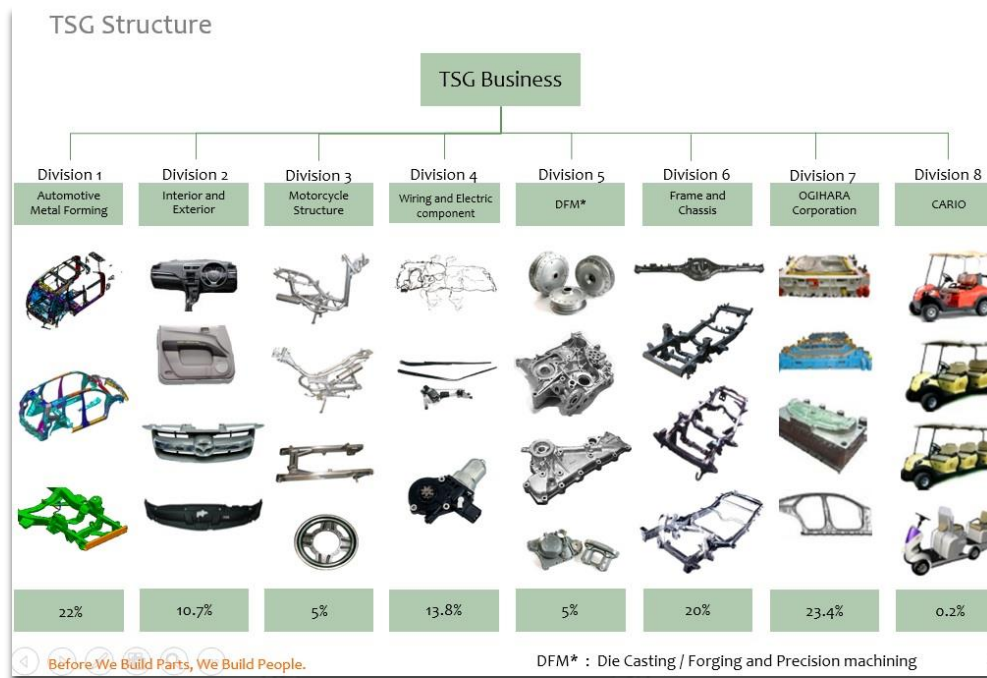 TSG Structure
TSG Business
Division 1
Automotive
Metal Forming
Division 2
Interior and
Exterior
Division 3
Motorcycle
Structure
Division 4
Wiring and Electric
component
Division 5
DFM*
Division 6
Frame and
Chassis
Division 7
OGIHARA
Corporation
Division 8
CARIO
22%
10.7%
5%
13.8%
5%
20%
23.4%
0.2%
Before We Build Parts, We Build People.
DFM* : Die Casting / Forging and Precision machining